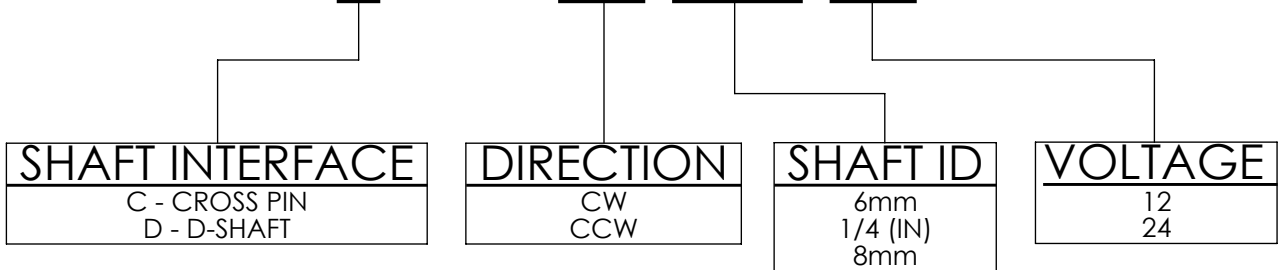 SHAFT INTERFACE
C - CROSS PIN
D - D-SHAFT
DIRECTION
CW
CCW
SHAFT ID
6mm
1/4 (IN)
8mm
VOLTAGE
12
24